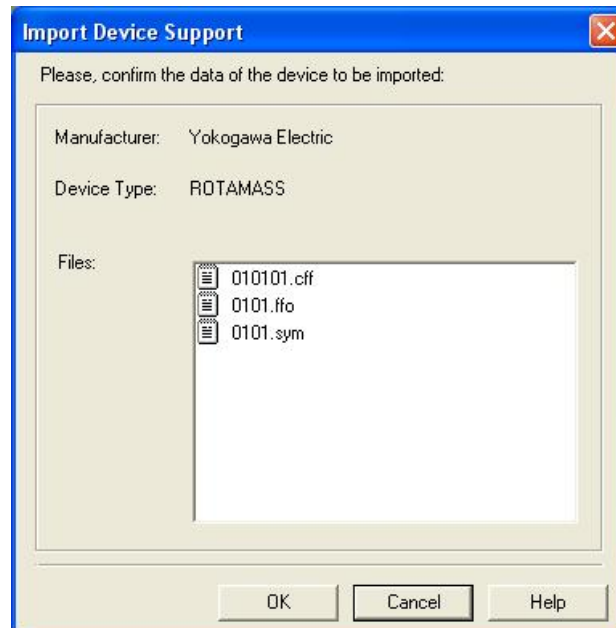 Import Device Support
Please, confirm the data of the device to be imported:
Manufacturer: Yokogawa Electric
Device Type: ROTAMASS
Files:
010101.cff
0101.ffo
0101.sym
OK Cancel Help